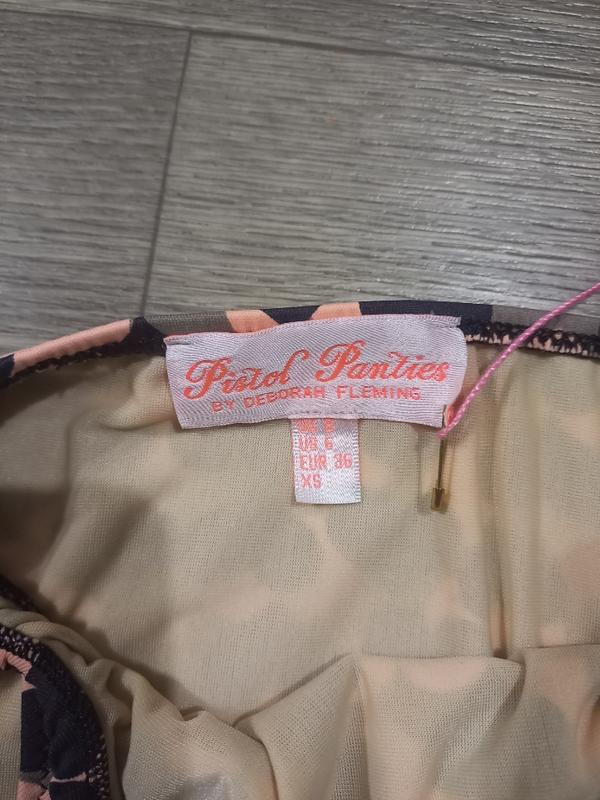 Pistol Panties
BY DEBORAH FLEMING
UK 8
US 6
EUR 36
XS